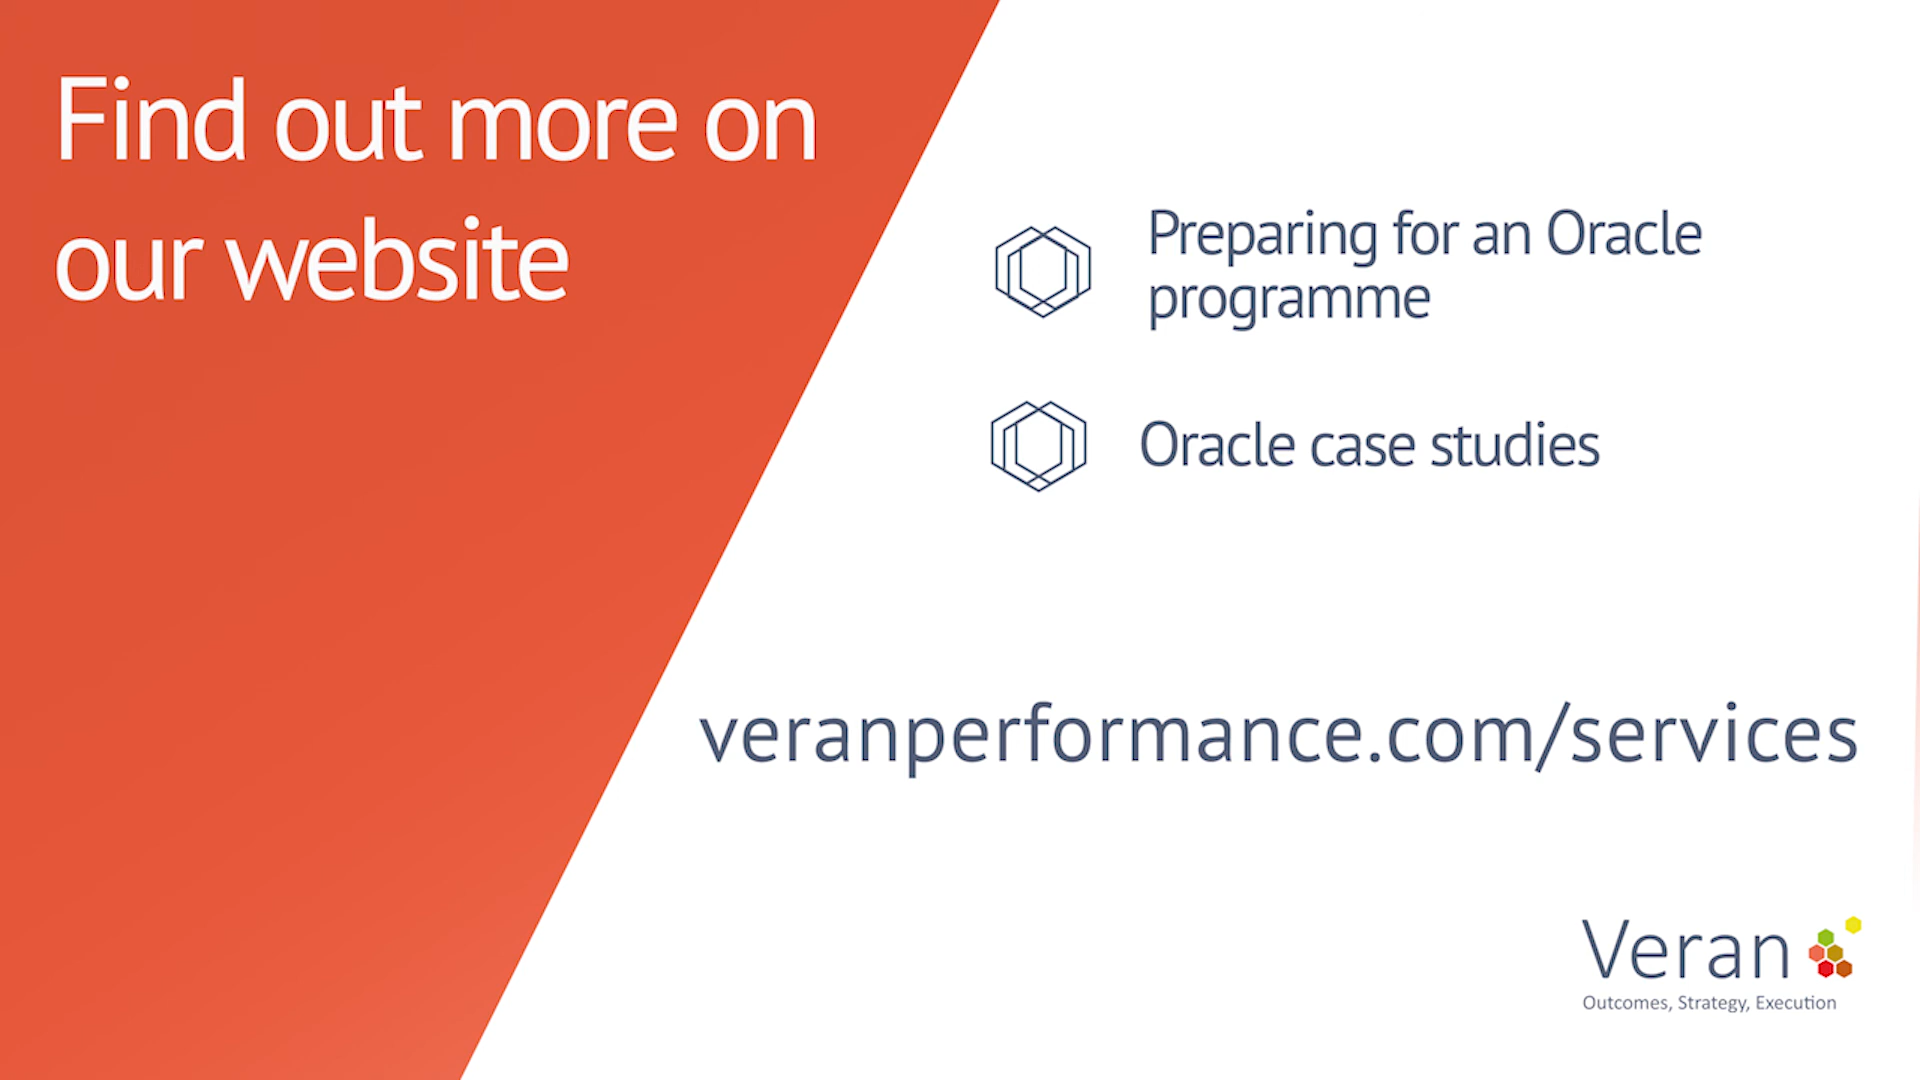 Find out more on
our website
Preparing for an Oracle
programme
Oracle case studies
veranperformance.com/services
Veran
Outcomes, Strategy, Execution